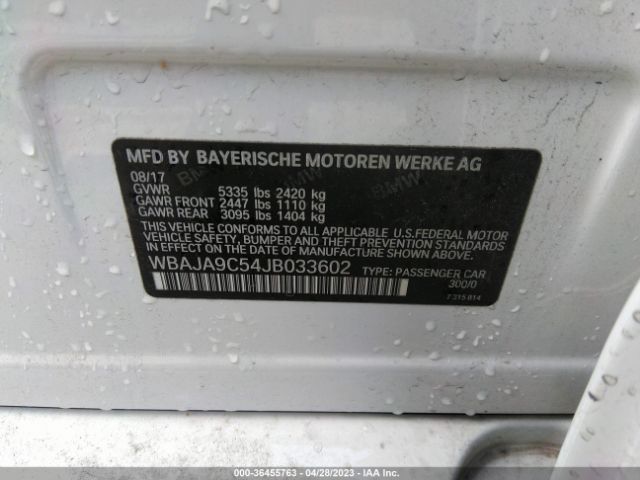 MFD BY BAYERISCHE MOTOREN WERKE AG
08/17
GVWR 5335 lbs 2420 kg
GAWR FRONT 2447 lbs 1110 kg
GAWR REAR 3095 lbs 1404 kg
THIS VEHICLE CONFORMS TO ALL APPLICABLE U.S.FEDERAL MOTOR
VEHICLE SAFETY, BUMPER, AND THEFT PREVENTION
STANDARDS IN EFFECT ON THE DATE OF MANUFACTURE SHOWN ABOVE.
WBAJA9C54JB033602 TYPE: PASSENGER CAR
300/0
7 315 814
000-36455763 - 04/28/2023 - IAA Inc.